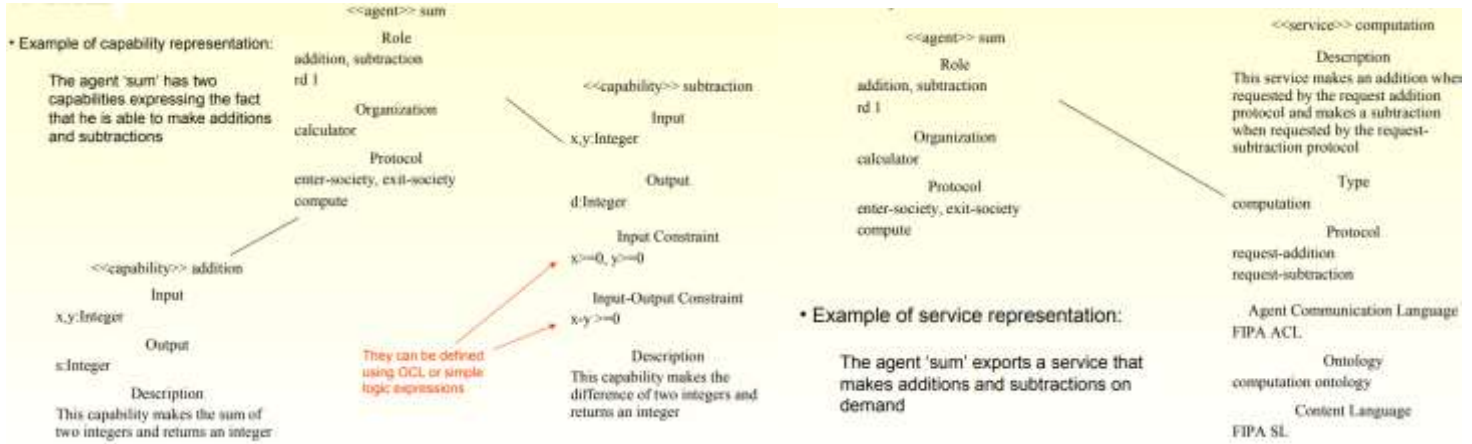 • Example of capability representation:
The agent 'sum' has two
capabilities expressing the fact
that he is able to make additions
and subtractions
<<agent>> sum
Role
addition, subtraction
rd 1
Organization
calculator
Protocol
enter-society, exit-society
compute
<<capability>> addition
Input
x,y:Integer
Output
s:Integer
Description
This capability makes the sum of
two integers and returns an integer
<<capability>> subtraction
Input
x,y:Integer
Output
d:Integer
Input Constraint
x>=0, y>=0
Input-Output Constraint
x-y>=0
Description
This capability makes the
difference of two integers and
returns an integer
They can be defined
using OCL or simple
logic expressions
<<agent>> sum
Role
addition, subtraction
rd 1
Organization
calculator
Protocol
enter-society, exit-society
compute
• Example of service representation:
The agent 'sum' exports a service that
makes additions and subtractions on
demand
<<service>> computation
Description
This service makes an addition when
requested by the request addition
protocol and makes a subtraction
when requested by the request-
subtraction protocol
Type
computation
Protocol
request-addition
request-subtraction
Agent Communication Language
FIPA ACL
Ontology
computation ontology
Content Language
FIPA SL